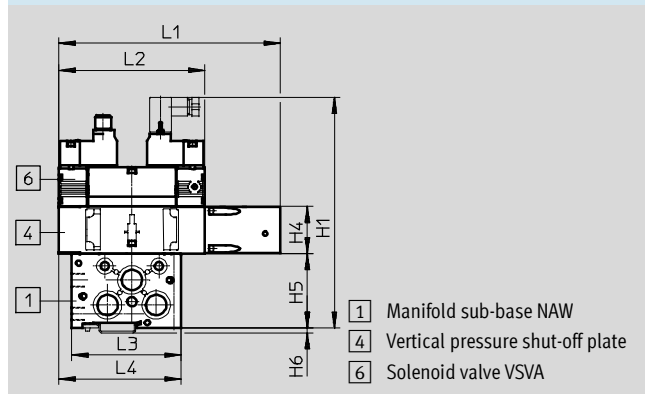 L1
L2
6
4
1
H4
H1
H5
L3
L4
H6
1 Manifold sub-base NAW
4 Vertical pressure shut-off plate
6 Solenoid valve VSVA